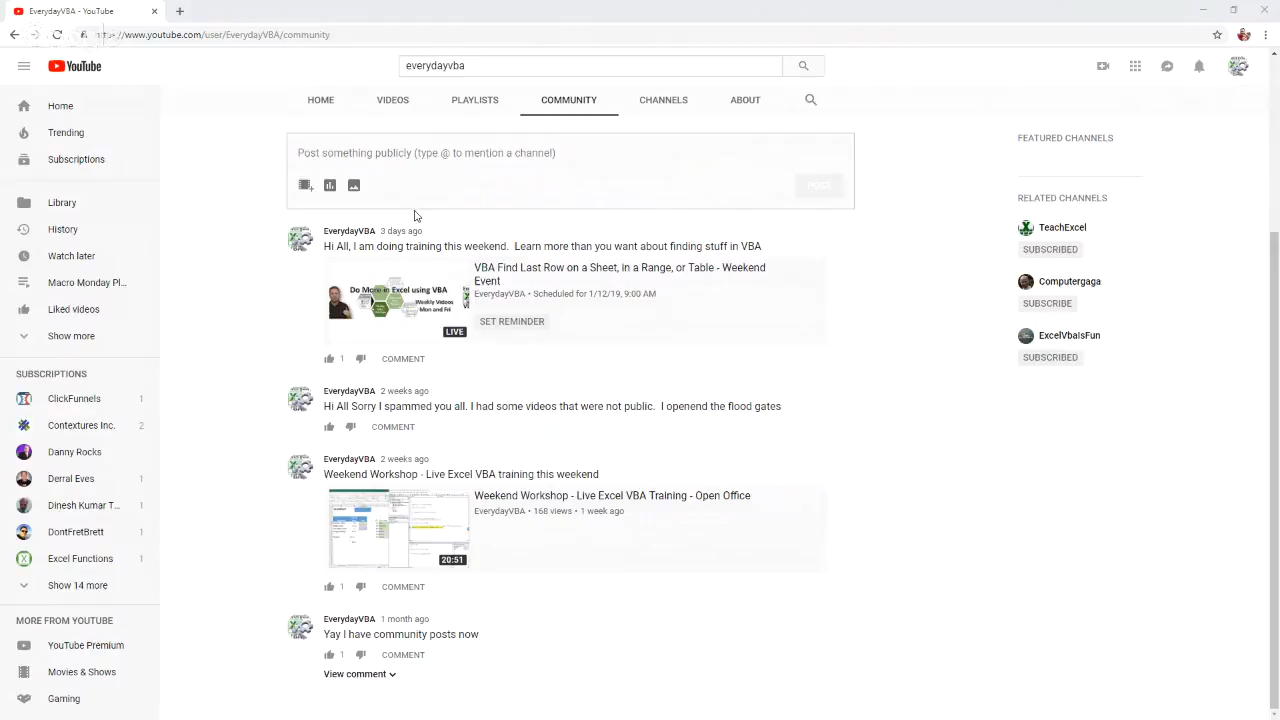 EverydayVBA - YouTube
https://www.youtube.com/user/EverydayVBA/community
YouTube
everydayvba
HOME VIDEOS PLAYLISTS COMMUNITY CHANNELS ABOUT
Home
Trending
Subscriptions
Library
History
Watch later
Macro Monday Pl...
Liked videos
Show more
SUBSCRIPTIONS
ClickFunnels 1
Contextures Inc. 2
Danny Rocks
Derral Eves 1
Dinesh Kumar T...
DontFretBrett 1
Excel Functions 1
Show 14 more
MORE FROM YOUTUBE
YouTube Premium
Movies & Shows
Gaming
Post something publicly (type @ to mention a channel)
POST
EverydayVBA 3 days ago
Hi All, I am doing training this weekend. Learn more than you want about finding stuff in VBA
Do More in Excel using VBA
Weekly Videos
Mon and Fri
LIVE
VBA Find Last Row on a Sheet, in a Range, or Table - Weekend
Event
EverydayVBA • Scheduled for 1/12/19, 9:00 AM
SET REMINDER
1 COMMENT
EverydayVBA 2 weeks ago
Hi All Sorry I spammed you all. I had some videos that were not public. I openend the flood gates
COMMENT
EverydayVBA 2 weeks ago
Weekend Workshop - Live Excel VBA training this weekend
20:51
Weekend Workshop - Live Excel VBA Training - Open Office
EverydayVBA • 168 views • 1 week ago
1 COMMENT
EverydayVBA 1 month ago
Yay I have community posts now
1 COMMENT
View comment
FEATURED CHANNELS
RELATED CHANNELS
TeachExcel
SUBSCRIBED
Computergaga
SUBSCRIBE
ExcelVbaIsFun
SUBSCRIBED